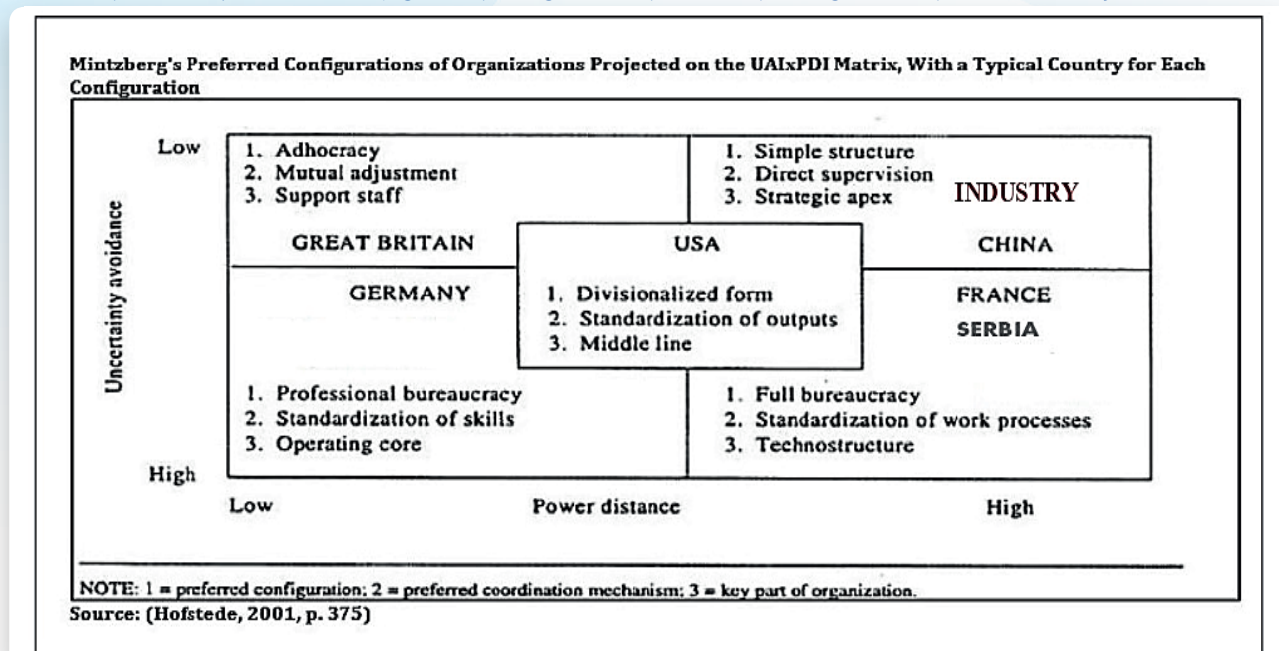 Mintzberg's Preferred Configurations of Organizations Projected on the UAIxPDI Matrix, With a Typical Country for Each
Configuration
Low
Uncertainty avoidance
High
1. Adhocracy
2. Mutual adjustment
3. Support staff
GREAT BRITAIN
1. Simple structure
2. Direct supervision
3. Strategic apex
INDUSTRY
CHINA
USA
1. Divisionalized form
2. Standardization of outputs
3. Middle line
GERMANY
1. Professional bureaucracy
2. Standardization of skills
3. Operating core
FRANCE
SERBIA
1. Full bureaucracy
2. Standardization of work processes
3. Technostructure
Low
Power distance
High
NOTE: 1 = preferred configuration; 2 = preferred coordination mechanism; 3 = key part of organization.
Source: (Hofstede, 2001, p. 375)